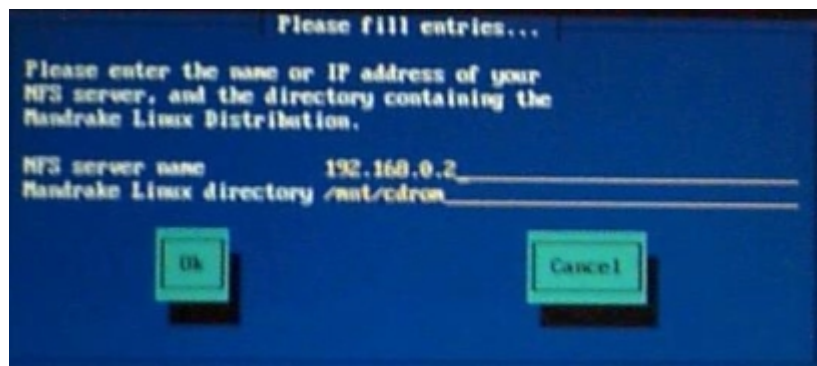 Please fill entries...
Please enter the name or IP address of your
NFS server, and the directory containing the
Mandrake Linux Distribution.
NFS server name 192.168.0.2_
Mandrake Linux directory /mnt/cdrom
Ok
Cancel